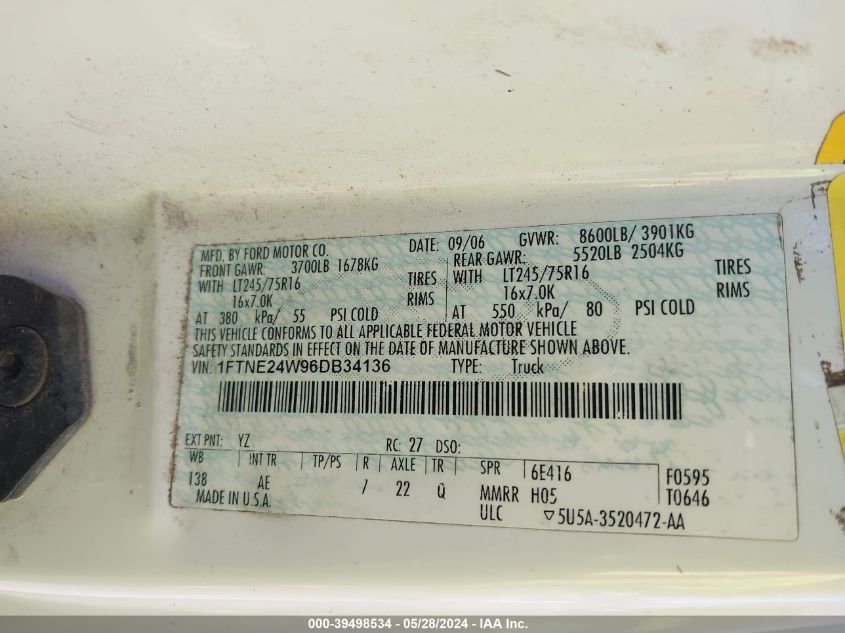 MFD. BY FORD MOTOR CO. DATE: 09/06 GVWR: 8600LB/ 3901KG
FRONT GAWR: 3700LB 1678KG REAR GAWR: 5520LB 2504KG
WITH LT245/75R16 TIRES WITH LT245/75R16 TIRES
16x7.0K RIMS 16x7.0K RIMS
AT 380 kPa/ 55 PSI COLD AT 550 kPa/ 80 PSI COLD
THIS VEHICLE CONFORMS TO ALL APPLICABLE FEDERAL MOTOR VEHICLE
SAFETY STANDARDS IN EFFECT ON THE DATE OF MANUFACTURE SHOWN ABOVE.
VIN: 1FTNE24W96DB34136 TYPE: Truck
EXT PNT: YZ RC: 27 DSO:
WB INT TR TP/PS R AXLE TR SPR 6E416 F0595
138 AE / 22 Q MMRR H05 T0646
MADE IN U.S.A. ULC ▽5U5A-3520472-AA
000-39498534 - 05/28/2024 - IAA Inc.